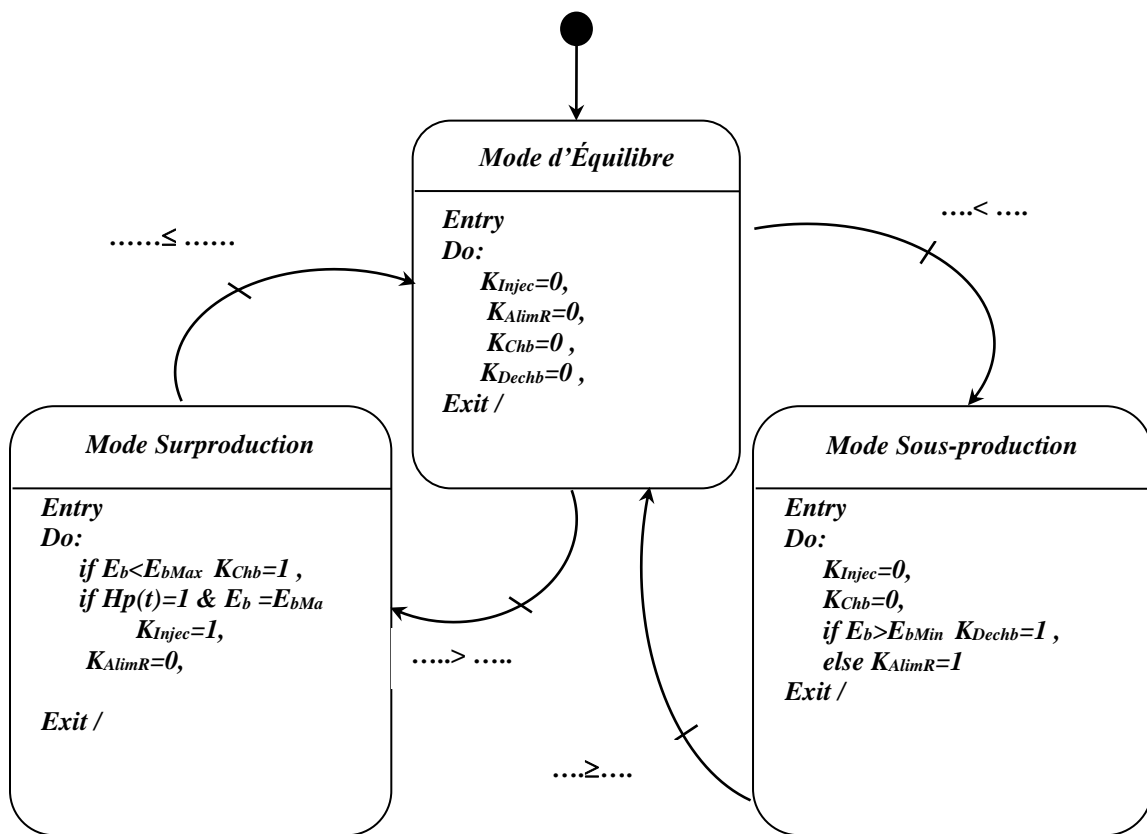 Mode d'Équilibre
Entry
Do:
KInjec=0,
KAlimR=0,
KChb=0 ,
KDechb=0 ,
Exit /
……≤ ……
….< ….
Mode Surproduction
Entry
Do:
if Eb<EbMax KChb=1 ,
if Hp(t)=1 & Eb =EbMa
KInjec=1,
KAlimR=0,
Exit /
…..> …..
Mode Sous-production
Entry
Do:
KInjec=0,
KChb=0,
if Eb>EbMin KDechb=1 ,
else KAlimR=1
Exit /
….≥….